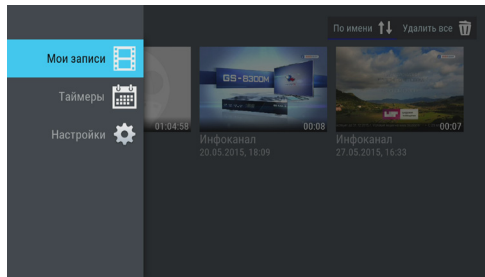 По имени Удалить все
Мои записи
Таймеры
Настройки
GS-8300M
01:04:58
00:08
00:07
Инфоканал
20.05.2015, 18:09
Инфоканал
27.05.2015, 16:33